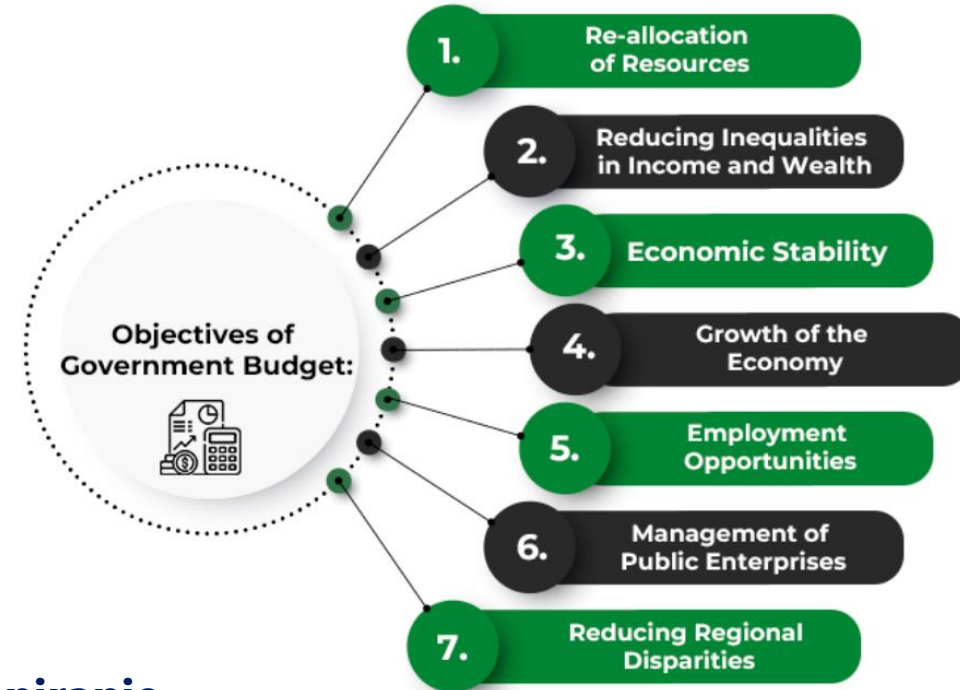 1.
Re-allocation
of Resources
2.
Reducing Inequalities
in Income and Wealth
3.
Economic Stability
Objectives of
Government Budget:
4.
Growth of the
Economy
5.
Employment
Opportunities
6.
Management of
Public Enterprises
7.
Reducing Regional
Disparities